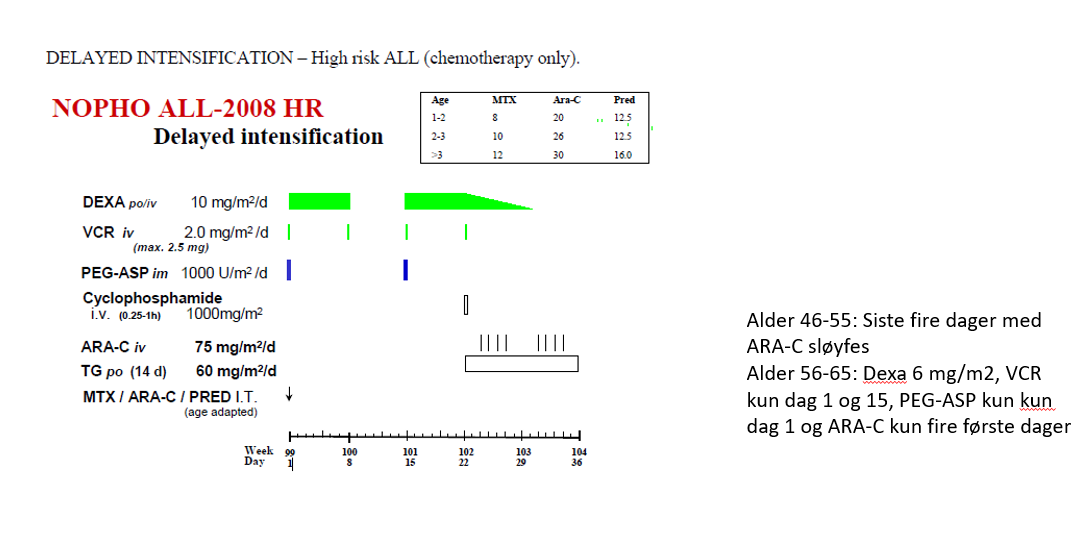 DELAYED INTENSIFICATION – High risk ALL (chemotherapy only).
NOPHO ALL-2008 HR
Delayed intensification
Age MTX Ara-C Pred
1-2 8 20 12.5
2-3 10 26 12.5
>3 12 30 16.0
DEXA po/iv 10 mg/m²/d
VCR iv 2.0 mg/m²/d
(max. 2.5 mg)
PEG-ASP im 1000 U/m²/d
Cyclophosphamide
i.v. (0.25-1h) 1000mg/m²
ARA-C iv 75 mg/m²/d
TG po (14 d) 60 mg/m²/d
MTX / ARA-C / PRED I.T.
(age adapted)
Week 99 100 101 102 103 104
Day 1 8 15 22 29 36
Alder 46-55: Siste fire dager med
ARA-C sløyfes
Alder 56-65: Dexa 6 mg/m2, VCR
kun dag 1 og 15, PEG-ASP kun kun
dag 1 og ARA-C kun fire første dager